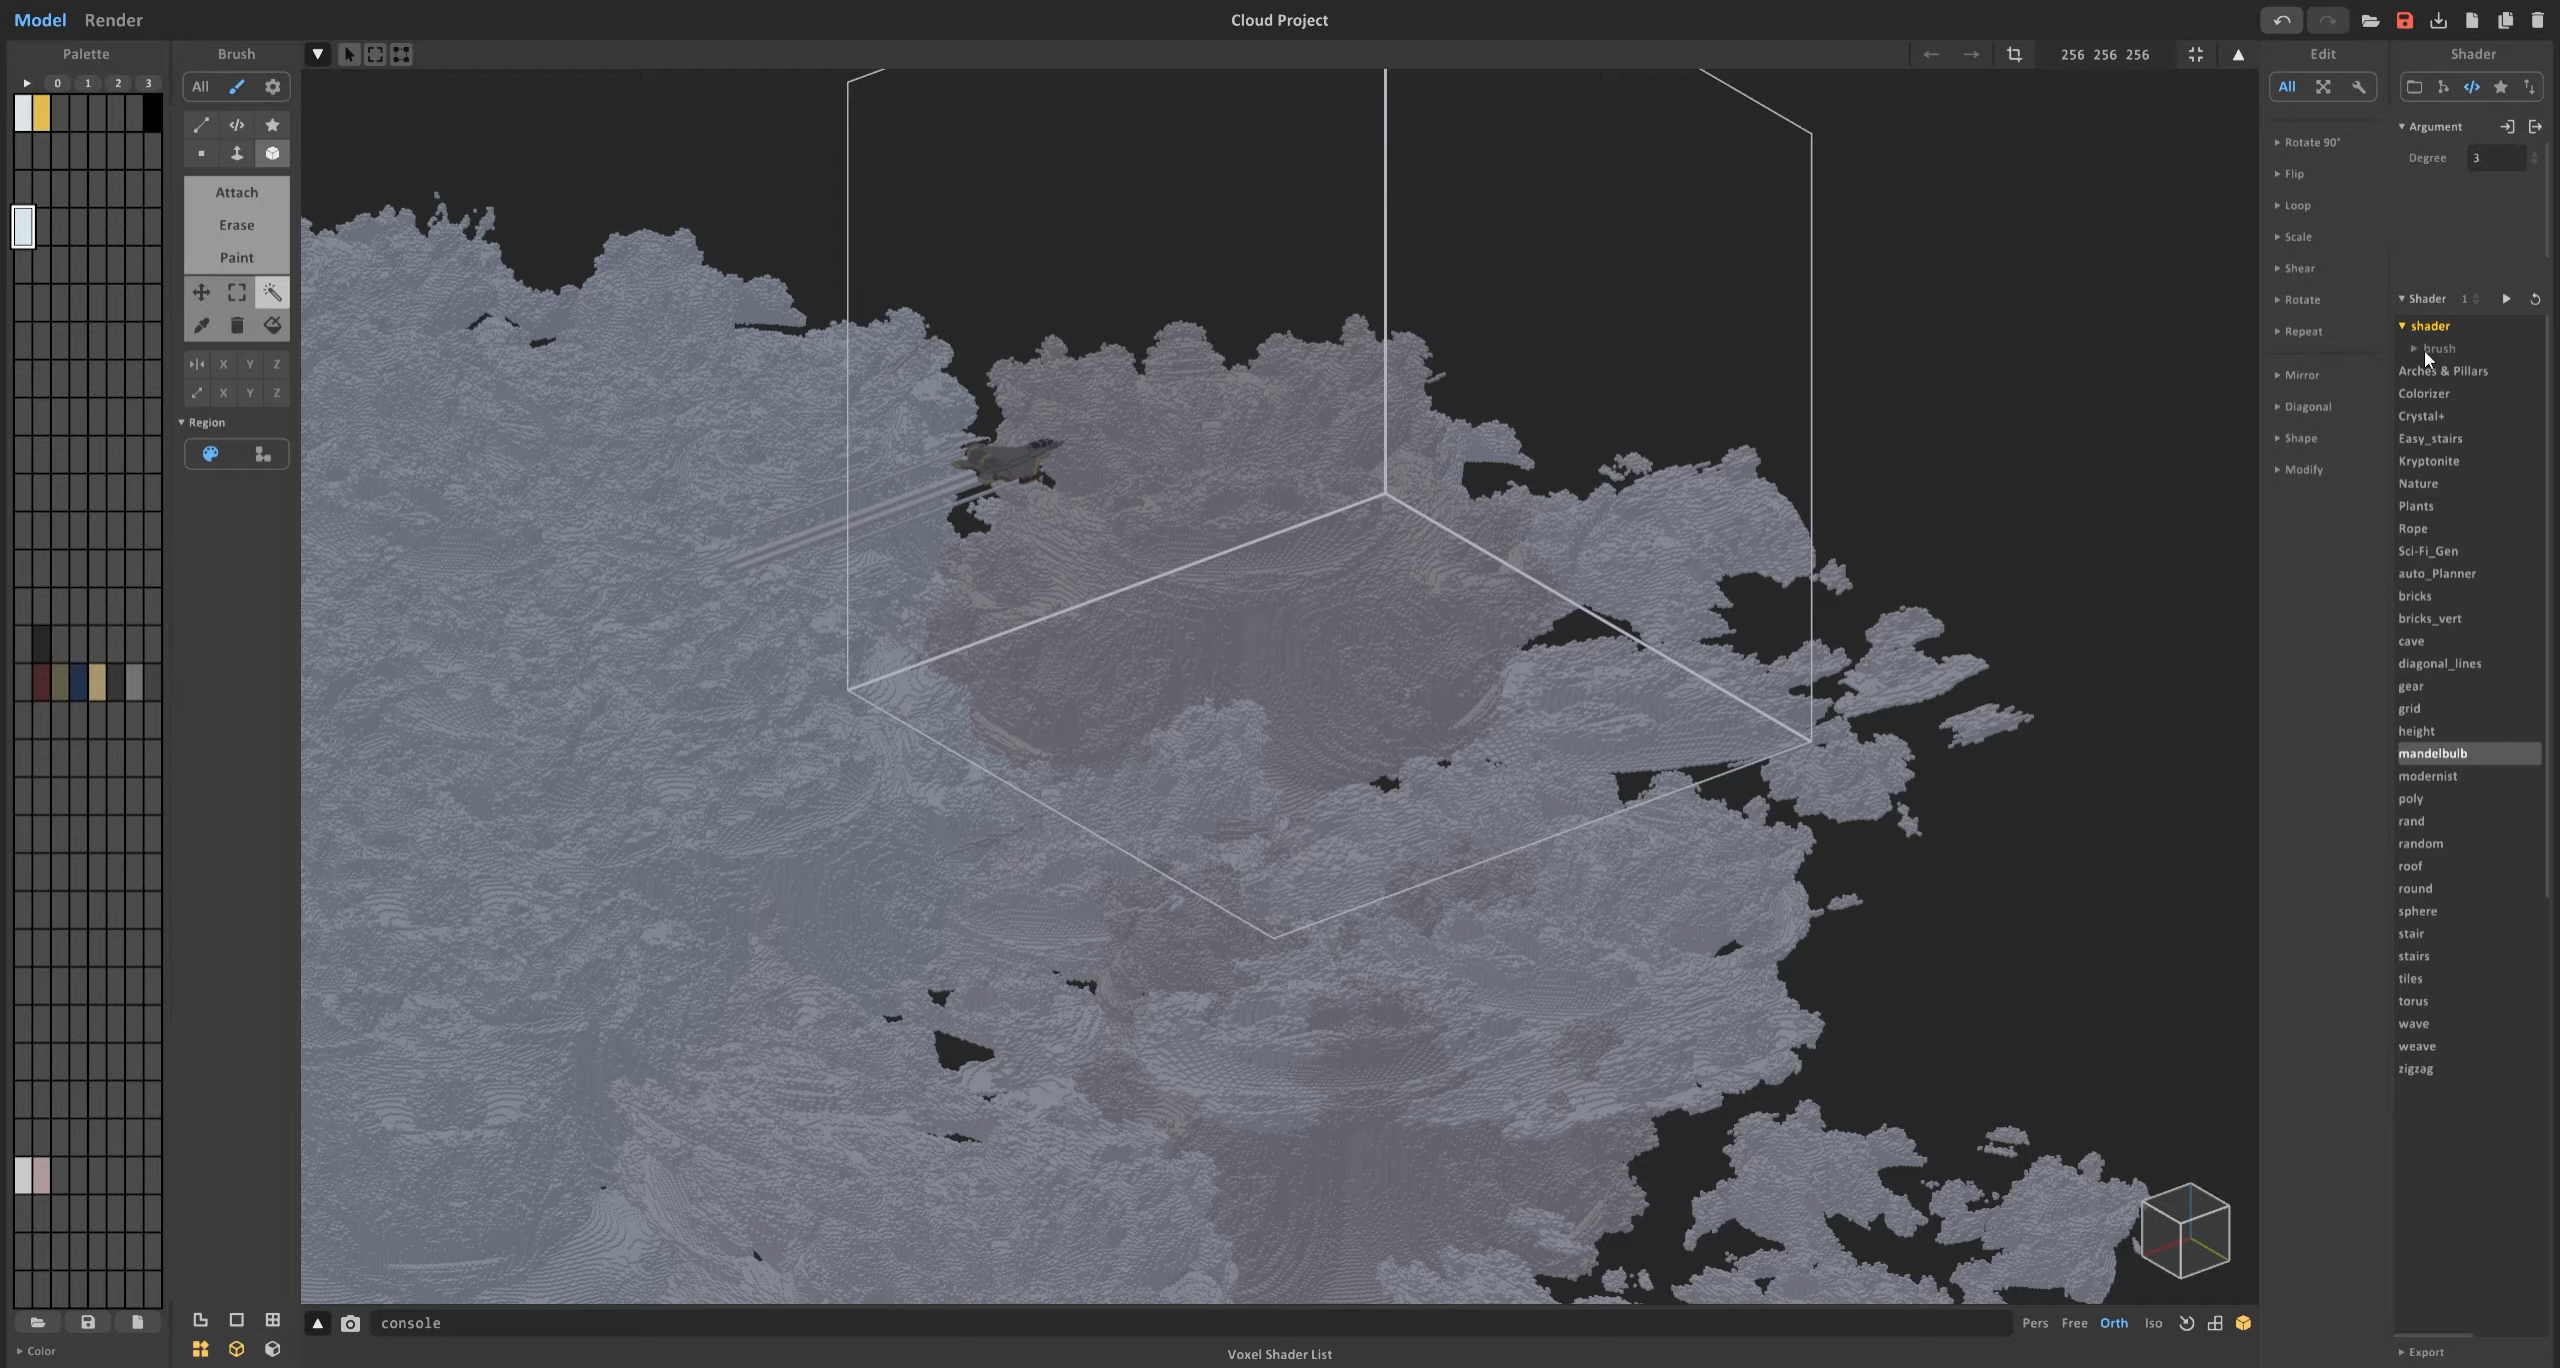 Model Render
Cloud Project
Palette
Brush
256 256 256
Edit
Shader
0 1 2 3
All
All
Argument
Degree 3
Rotate 90°
Flip
Loop
Scale
Shear
Rotate
Repeat
Mirror
Diagonal
Shape
Modify
Attach
Erase
Paint
X Y Z
X Y Z
Region
Shader 1
shader
brush
Arches & Pillars
Colorizer
Crystal+
Easy_stairs
Kryptonite
Nature
Plants
Rope
Sci-Fi_Gen
auto_Planner
bricks
bricks_vert
cave
diagonal_lines
gear
grid
height
mandelbulb
modernist
poly
rand
random
roof
round
sphere
stair
stairs
tiles
torus
wave
weave
zigzag
console
Pers Free Orth Iso
Color
Voxel Shader List
Export